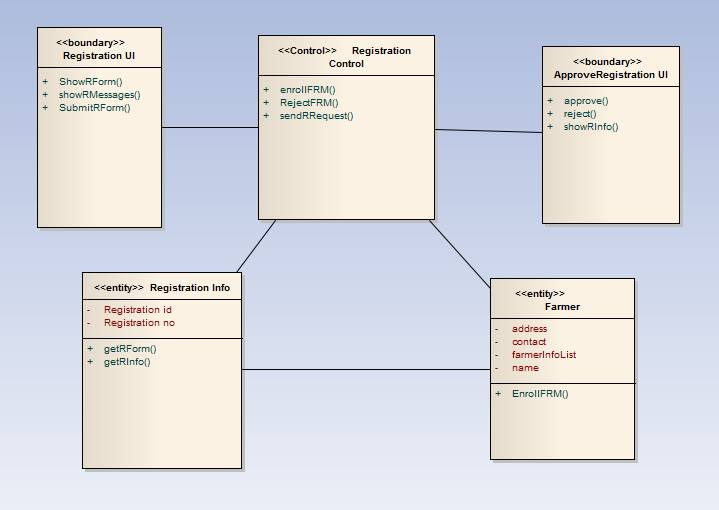 <<boundary>>
Registration UI
+ ShowRForm()
+ showRMessages()
+ SubmitRForm()
<<Control>> Registration
Control
+ enrollFRM()
+ RejectFRM()
+ sendRRequest()
<<boundary>>
ApproveRegistration UI
+ approve()
+ reject()
+ showRInfo()
<<entity>> Registration Info
- Registration id
- Registration no
+ getRForm()
+ getRInfo()
<<entity>>
Farmer
- address
- contact
- farmerInfoList
- name
+ EnrollFRM()